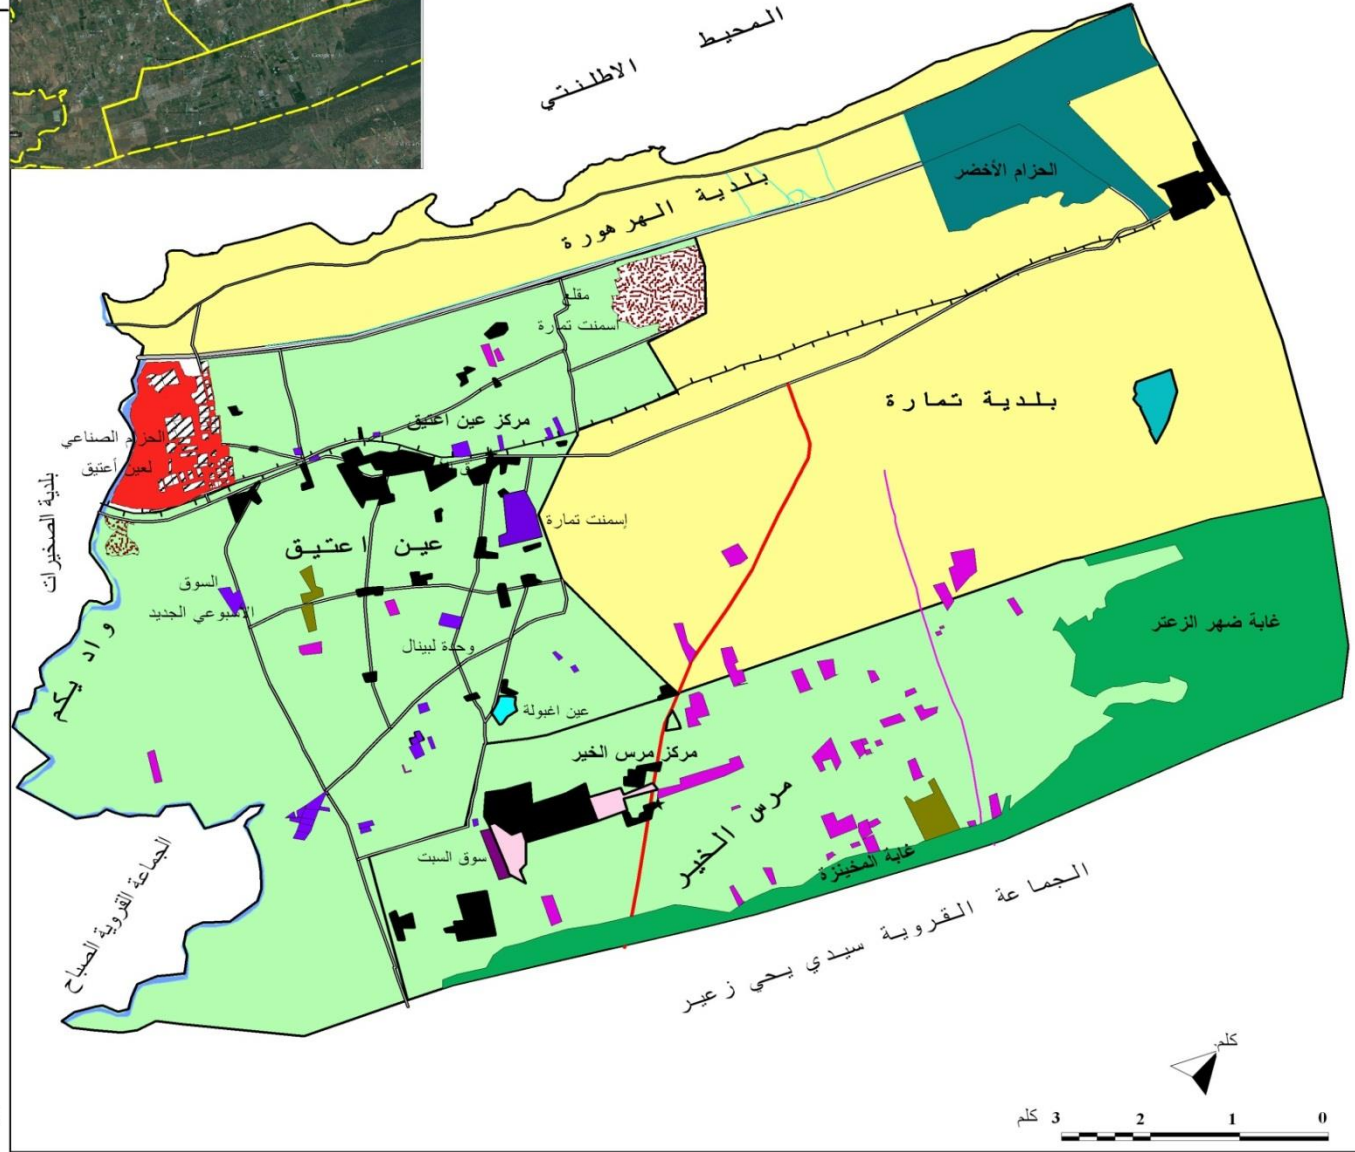 المحيط الاطلنتي
الحزام الأخضر
بلدية الهرهورة
مقلع
اسمنت تمارة
بلدية تمارة
مركز عين اعتيق
الحزام الصناعي
لعين أعتيق
بلدية الصخيرات
إسمنت تمارة
عين اعتيق
السوق
الأسبوعي الجديد
غابة ضهر الزعتر
واد يكم
وحدة لبينال
عين اغبولة
مركز مرس الخير
مرس الخير
سوق السبت
غابة المخينزة
الجماعة القروية الصباح
الجماعة القروية سيدي يحي زعير
كلم
كلم 3 2 1 0